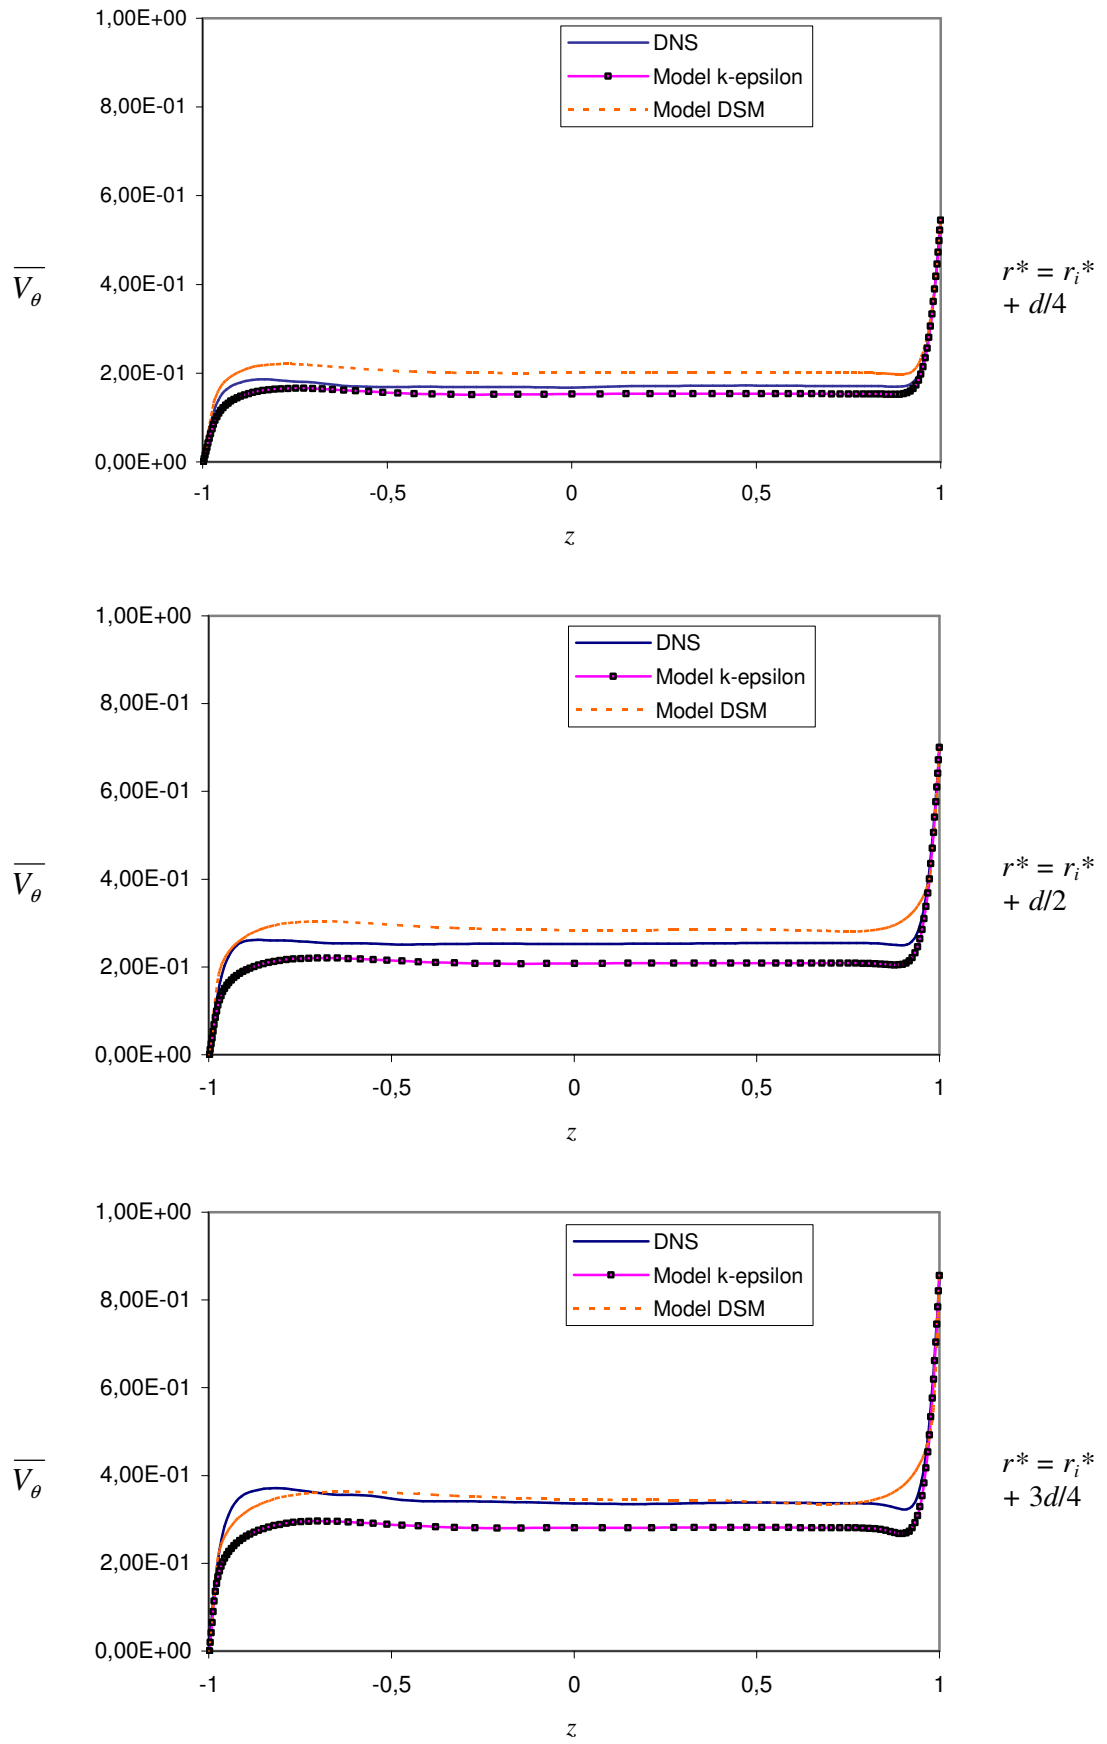 1,00E+00
DNS
Model k-epsilon
Model DSM
8,00E-01
6,00E-01
4,00E-01
2,00E-01
0,00E+00
-1
-0,5
0
0,5
1
z
Vθ
r* = ri*
+ d/4
1,00E+00
DNS
Model k-epsilon
Model DSM
8,00E-01
6,00E-01
4,00E-01
2,00E-01
0,00E+00
-1
-0,5
0
0,5
1
z
Vθ
r* = ri*
+ d/2
1,00E+00
DNS
Model k-epsilon
Model DSM
8,00E-01
6,00E-01
4,00E-01
2,00E-01
0,00E+00
-1
-0,5
0
0,5
1
z
Vθ
r* = ri*
+ 3d/4